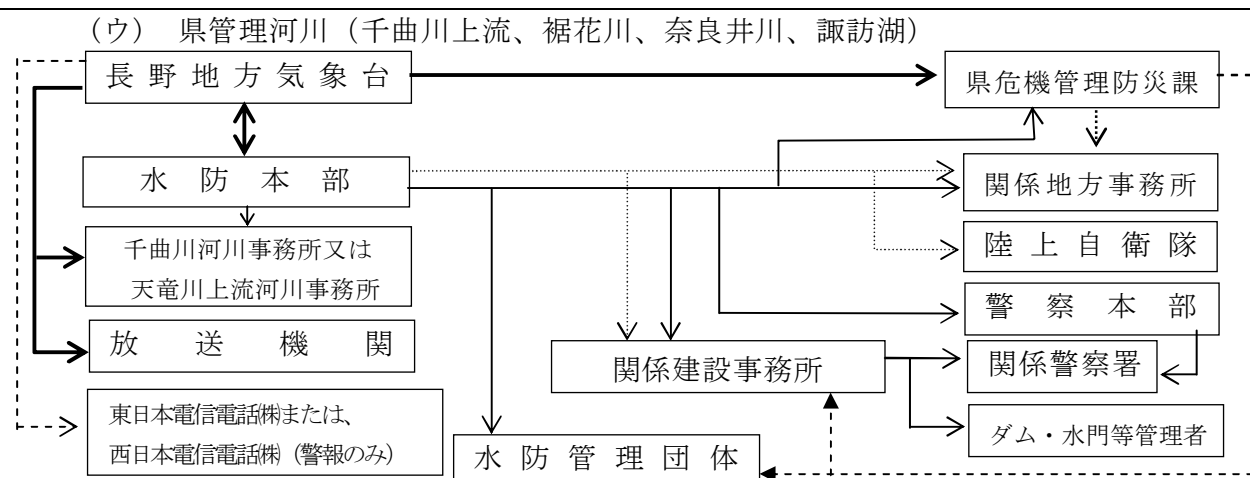 (ウ) 県管理河川(千曲川上流、裾花川、奈良井川、諏訪湖)
長野地方気象台
県危機管理防災課
水防本部
関係地方事務所
千曲川河川事務所又は
天竜川上流河川事務所
陸上自衛隊
警察本部
放送機関
関係建設事務所
関係警察署
東日本電信電話㈱または、
西日本電信電話㈱(警報のみ)
ダム・水門等管理者
水防管理団体